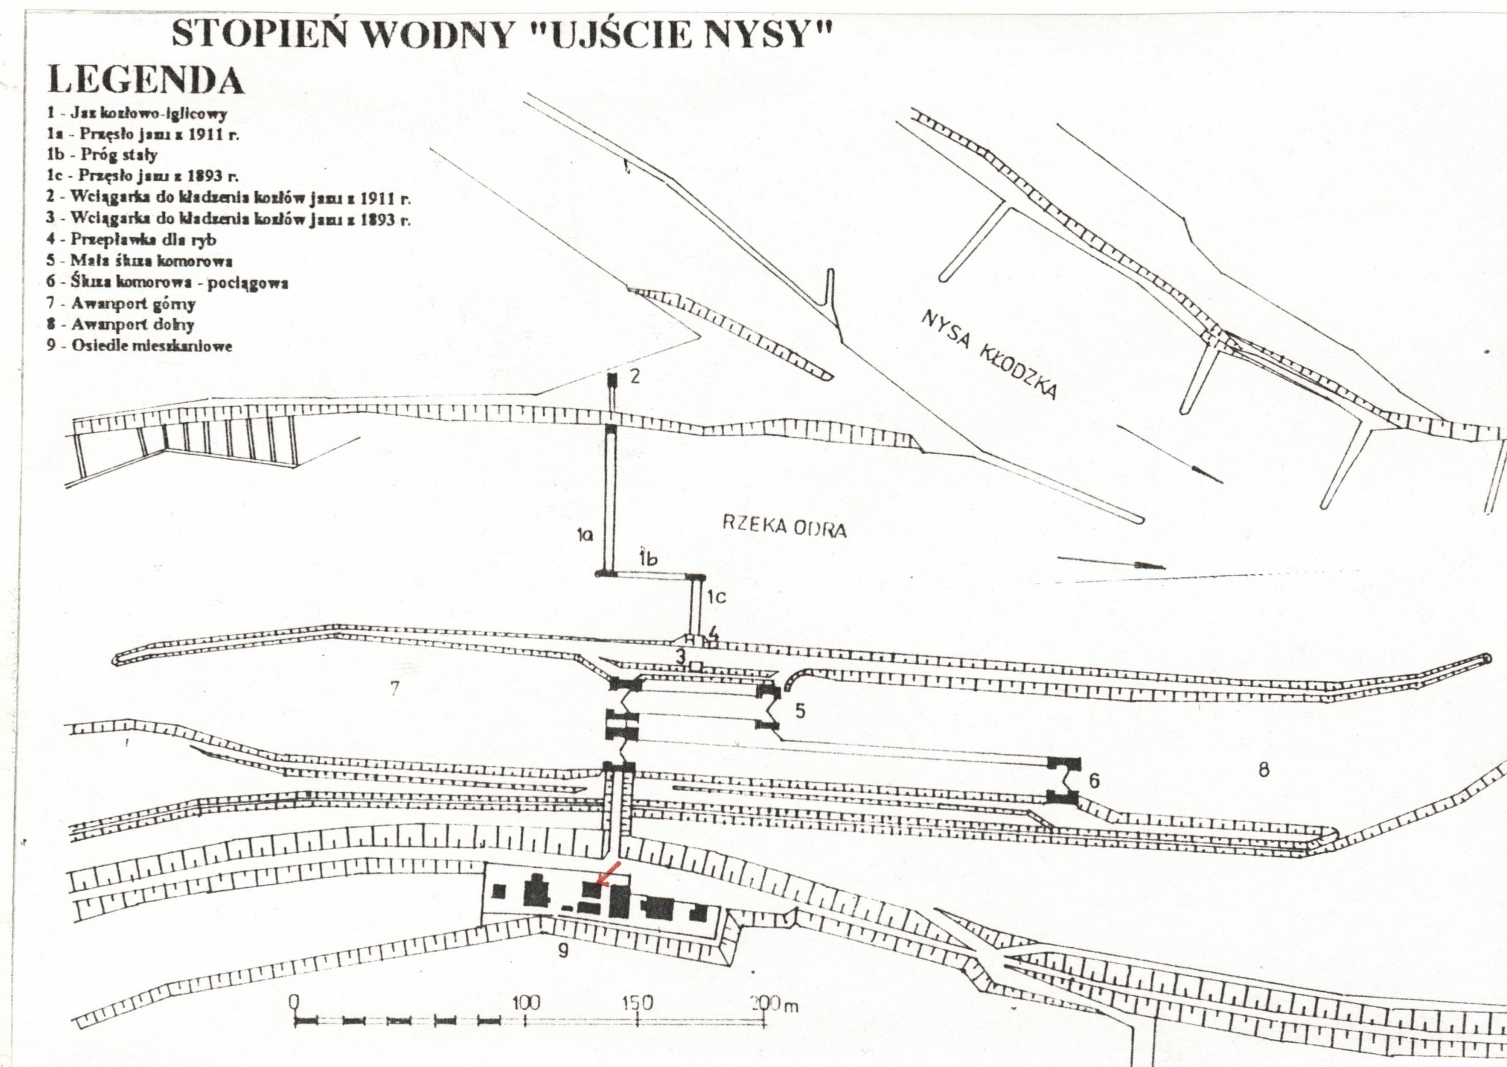 STOPIEŃ WODNY "UJŚCIE NYSY"
LEGENDA
1 - Jaz kozłowo-iglicowy
1a - Przęsło jazu z 1911 r.
1b - Próg stały
1c - Przęsło jazu z 1893 r.
2 - Wciągarka do kładzenia kozłów jazu z 1911 r.
3 - Wciągarka do kładzenia kozłów jazu z 1893 r.
4 - Przepławka dla ryb
5 - Mała śluza komorowa
6 - Śluza komorowa - pociągowa
7 - Awanport górny
8 - Awanport dolny
9 - Osiedle mieszkaniowe
NYSA KŁODZKA
2
RZEKA ODRA
1a
1b
1c
4
3
7
5
6
8
9
0 100 150 200 m